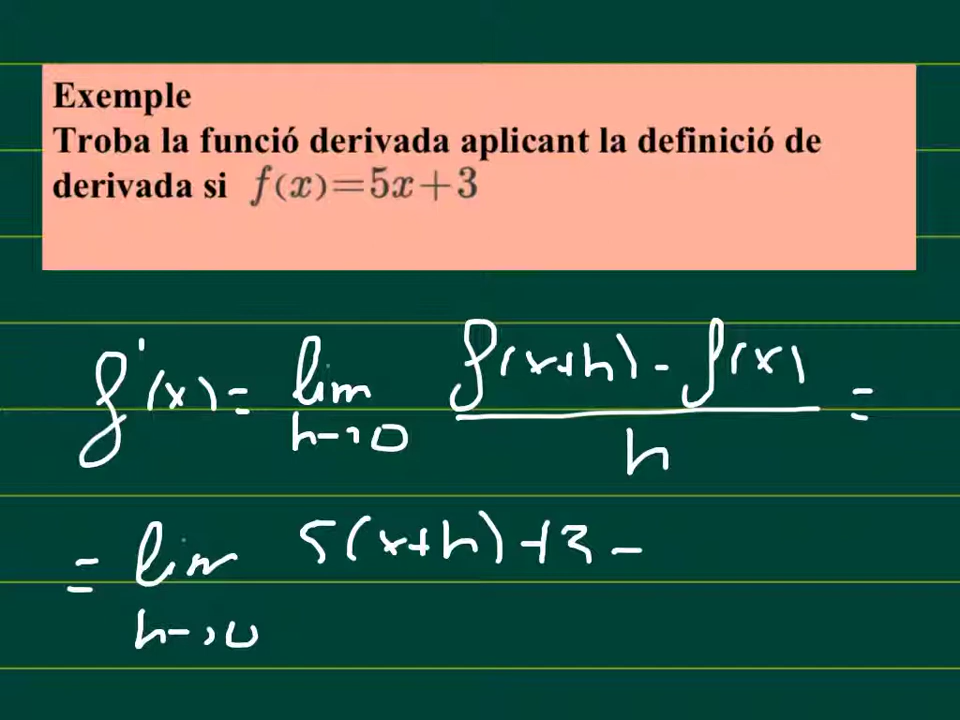 Exemple
Troba la funció derivada aplicant la definició de
derivada si f(x)=5x+3
f'(x) = lim h→0 f(x+h) - f(x) / h =
= lim h→0 5(x+h)+3 -